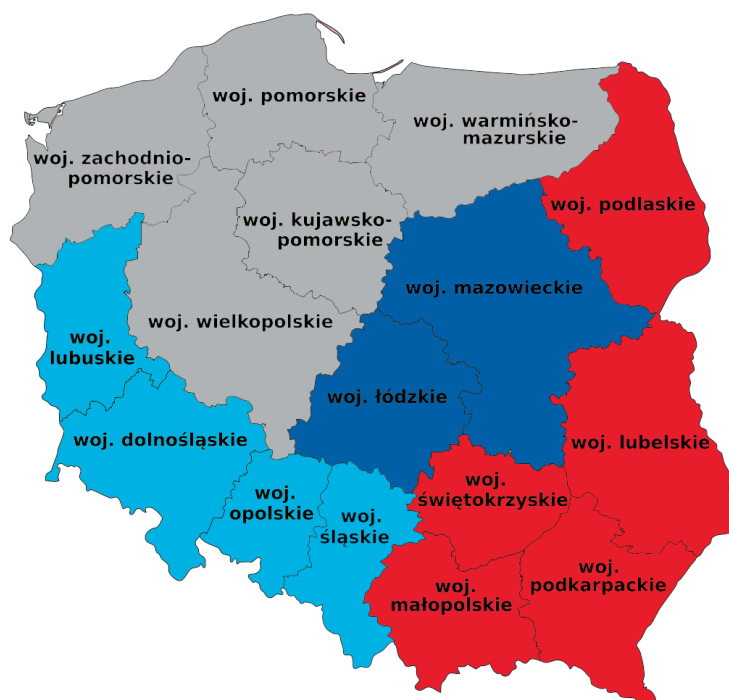 woj. pomorskie
woj. warmińsko-
mazurskie
woj. zachodnio-
pomorskie
woj. podlaskie
woj. kujawsko-
pomorskie
woj. mazowieckie
woj. wielkopolskie
woj.
lubuskie
woj. łódzkie
woj. dolnośląskie
woj. lubelskie
woj.
świętokrzyskie
woj.
opolskie
woj.
śląskie
woj.
podkarpackie
woj.
małopolskie